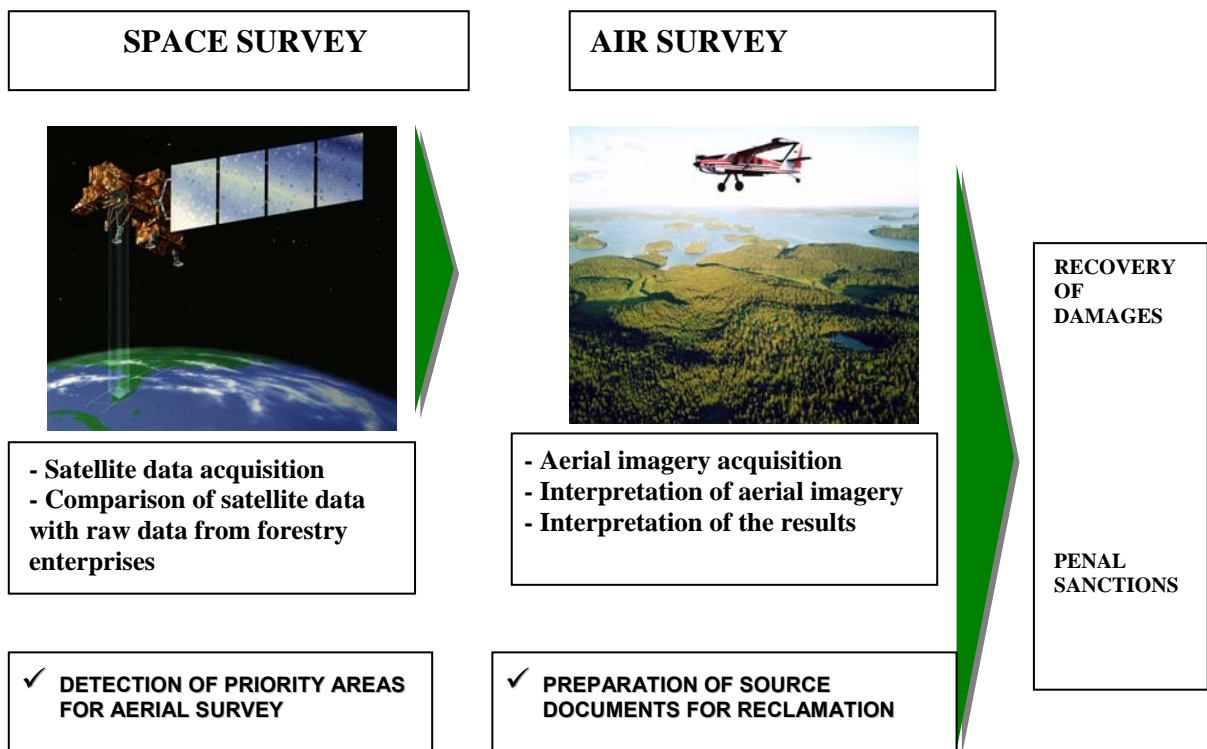 SPACE SURVEY
AIR SURVEY
- Satellite data acquisition
- Comparison of satellite data
with raw data from forestry
enterprises
- Aerial imagery acquisition
- Interpretation of aerial imagery
- Interpretation of the results
RECOVERY
OF
DAMAGES
PENAL
SANCTIONS
✓ DETECTION OF PRIORITY AREAS
FOR AERIAL SURVEY
✓ PREPARATION OF SOURCE
DOCUMENTS FOR RECLAMATION